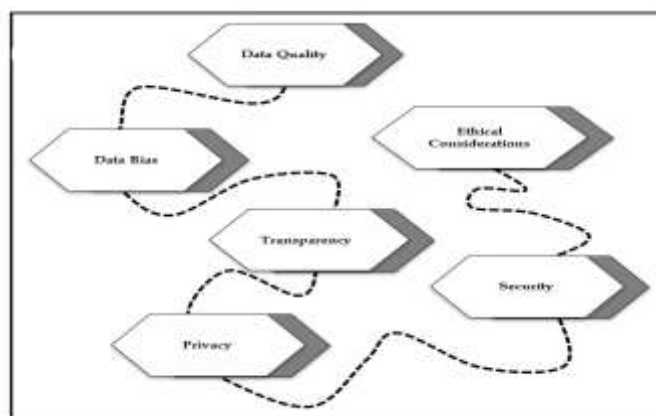 Data Quality
Ethical
Considerations
Data Bias
Transparency
Security
Privacy